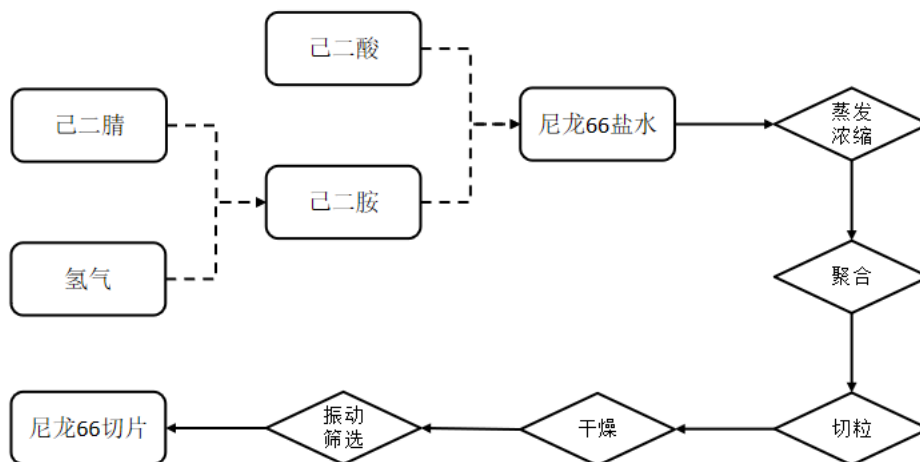 己二酸
己二腈
尼龙66盐水
蒸发
浓缩
己二胺
氢气
聚合
尼龙66切片
振动
筛选
干燥
切粒